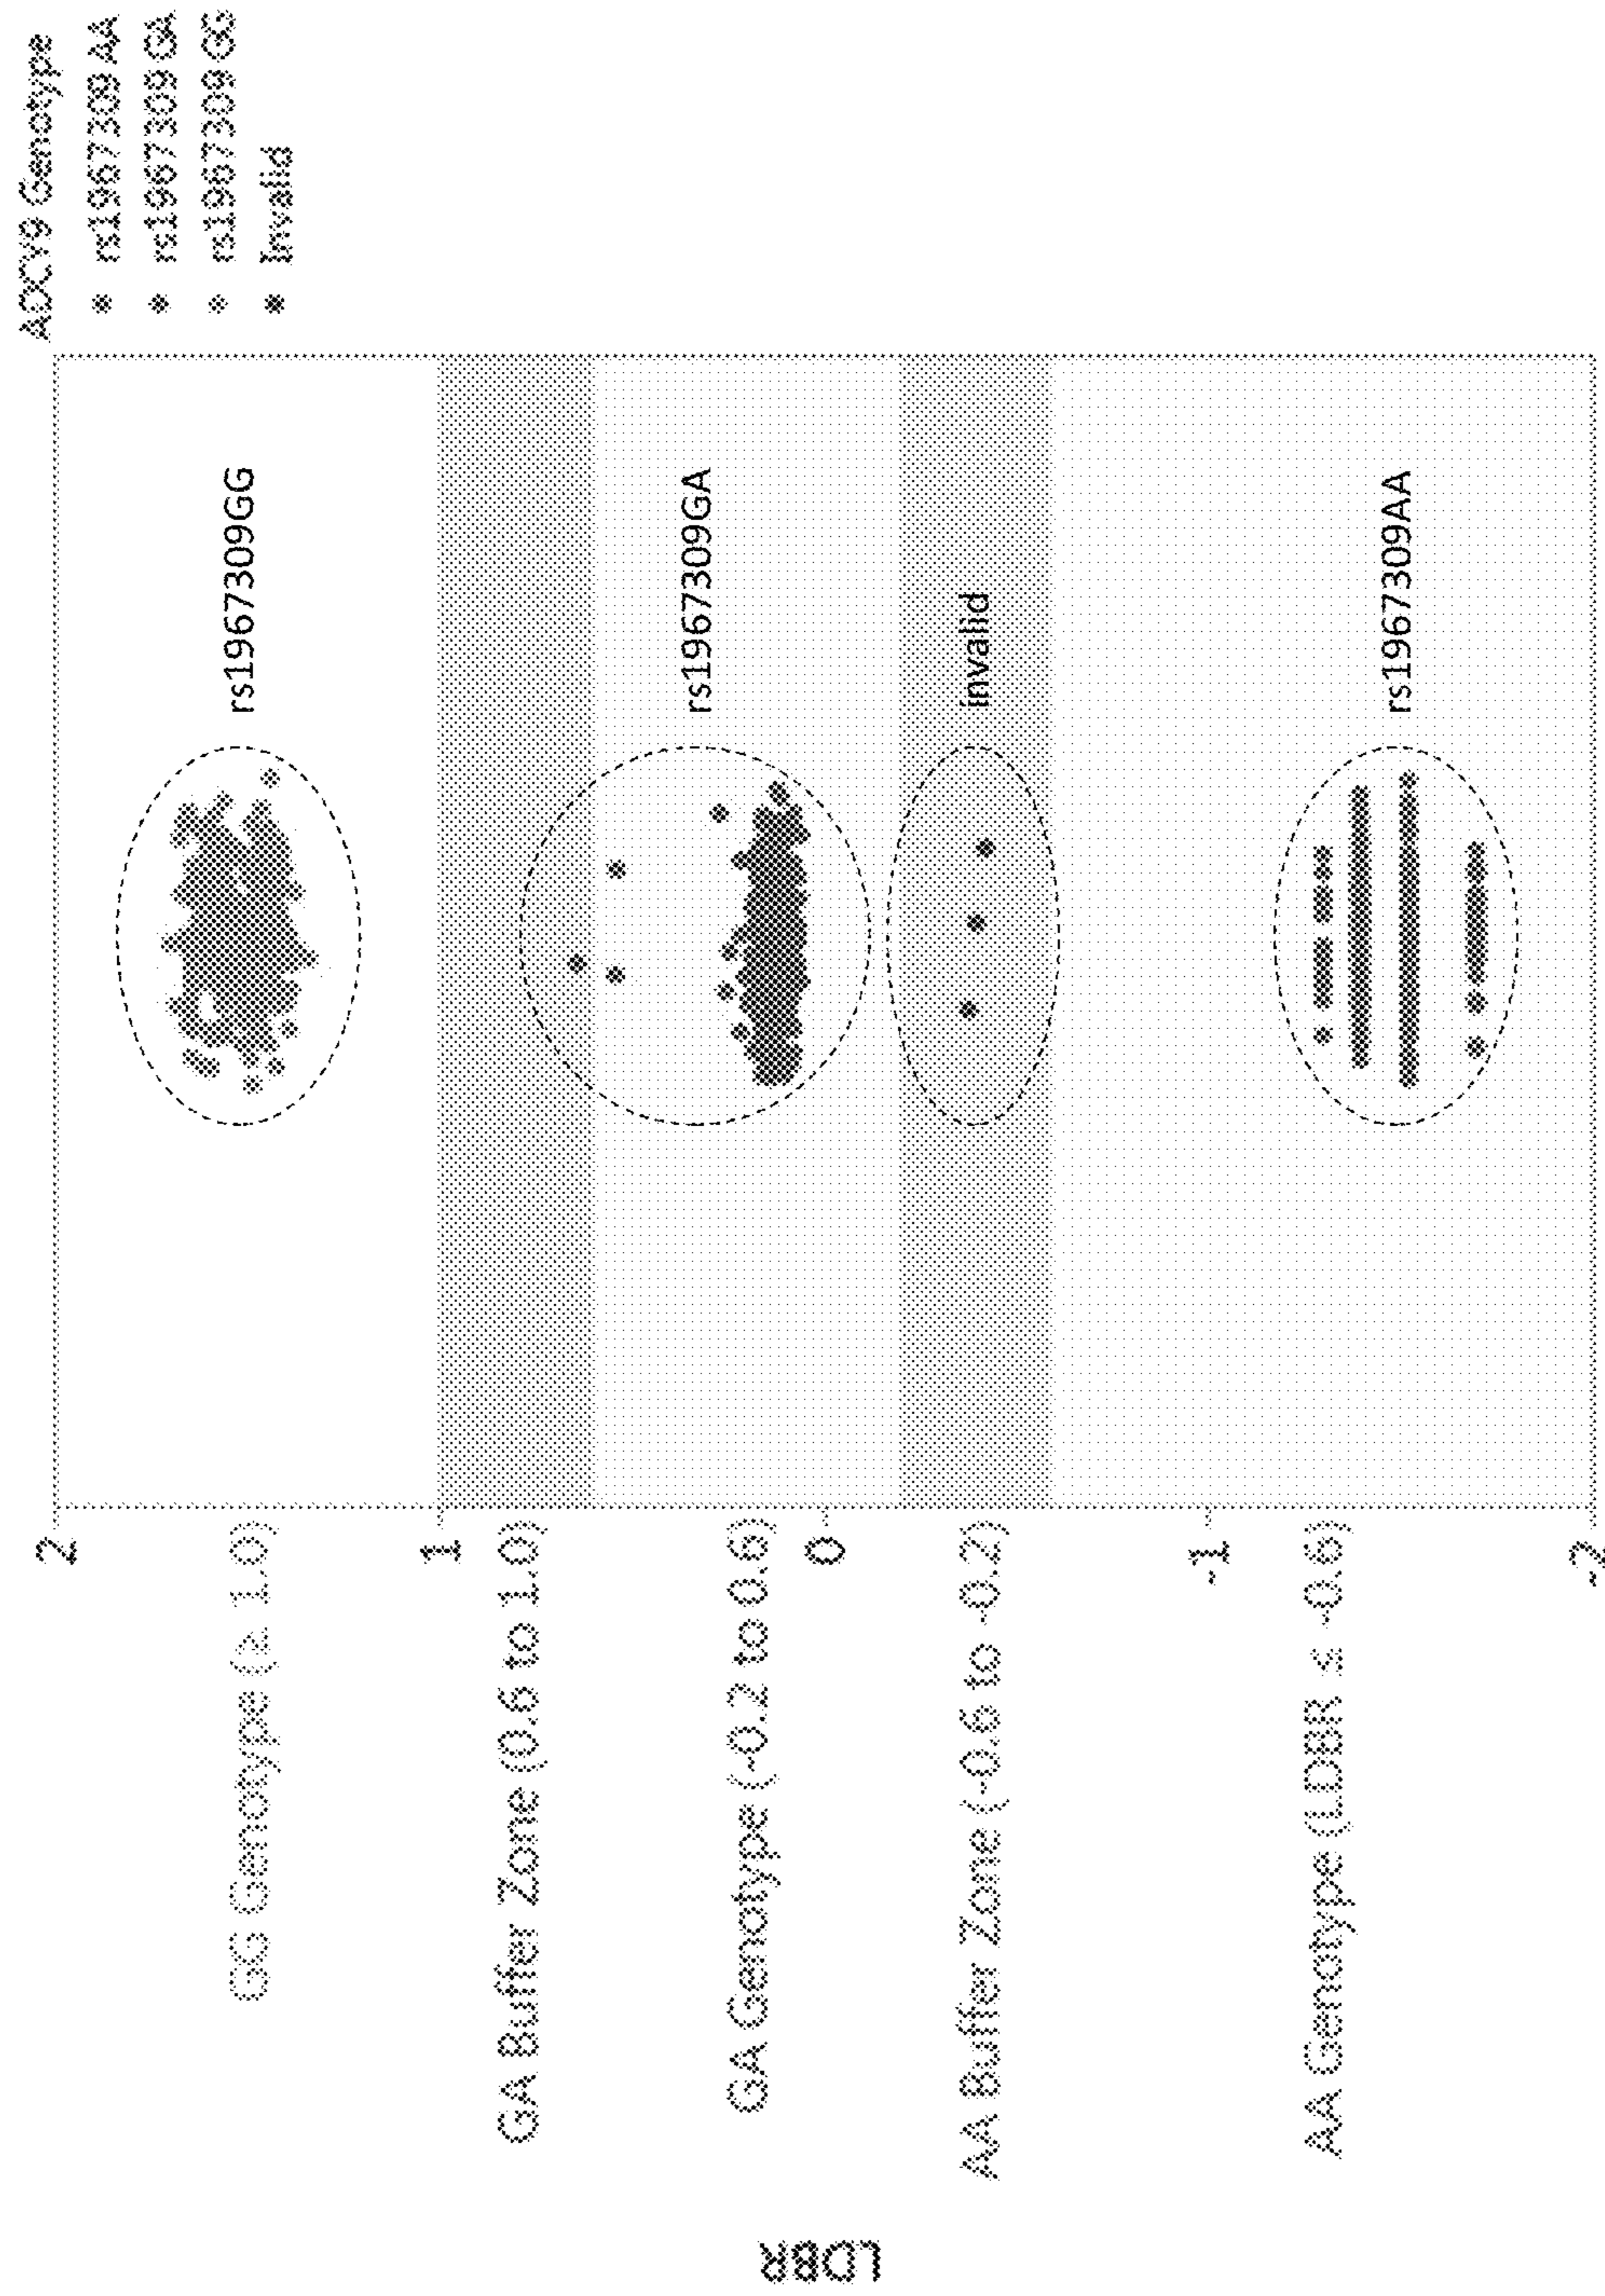 ADCY9 Genotype
rs1967309 AA
rs1967309 GA
rs1967309 GG
Invalid
2
GG Genotype (≥ 1.0)
rs1967309GG
1
GA Buffer Zone (0.6 to 1.0)
GA Genotype (-0.2 to 0.6)
rs1967309GA
0
AA Buffer Zone (-0.6 to -0.2)
invalid
-1
AA Genotype (LDBR ≤ -0.6)
rs1967309AA
-2
LDBR